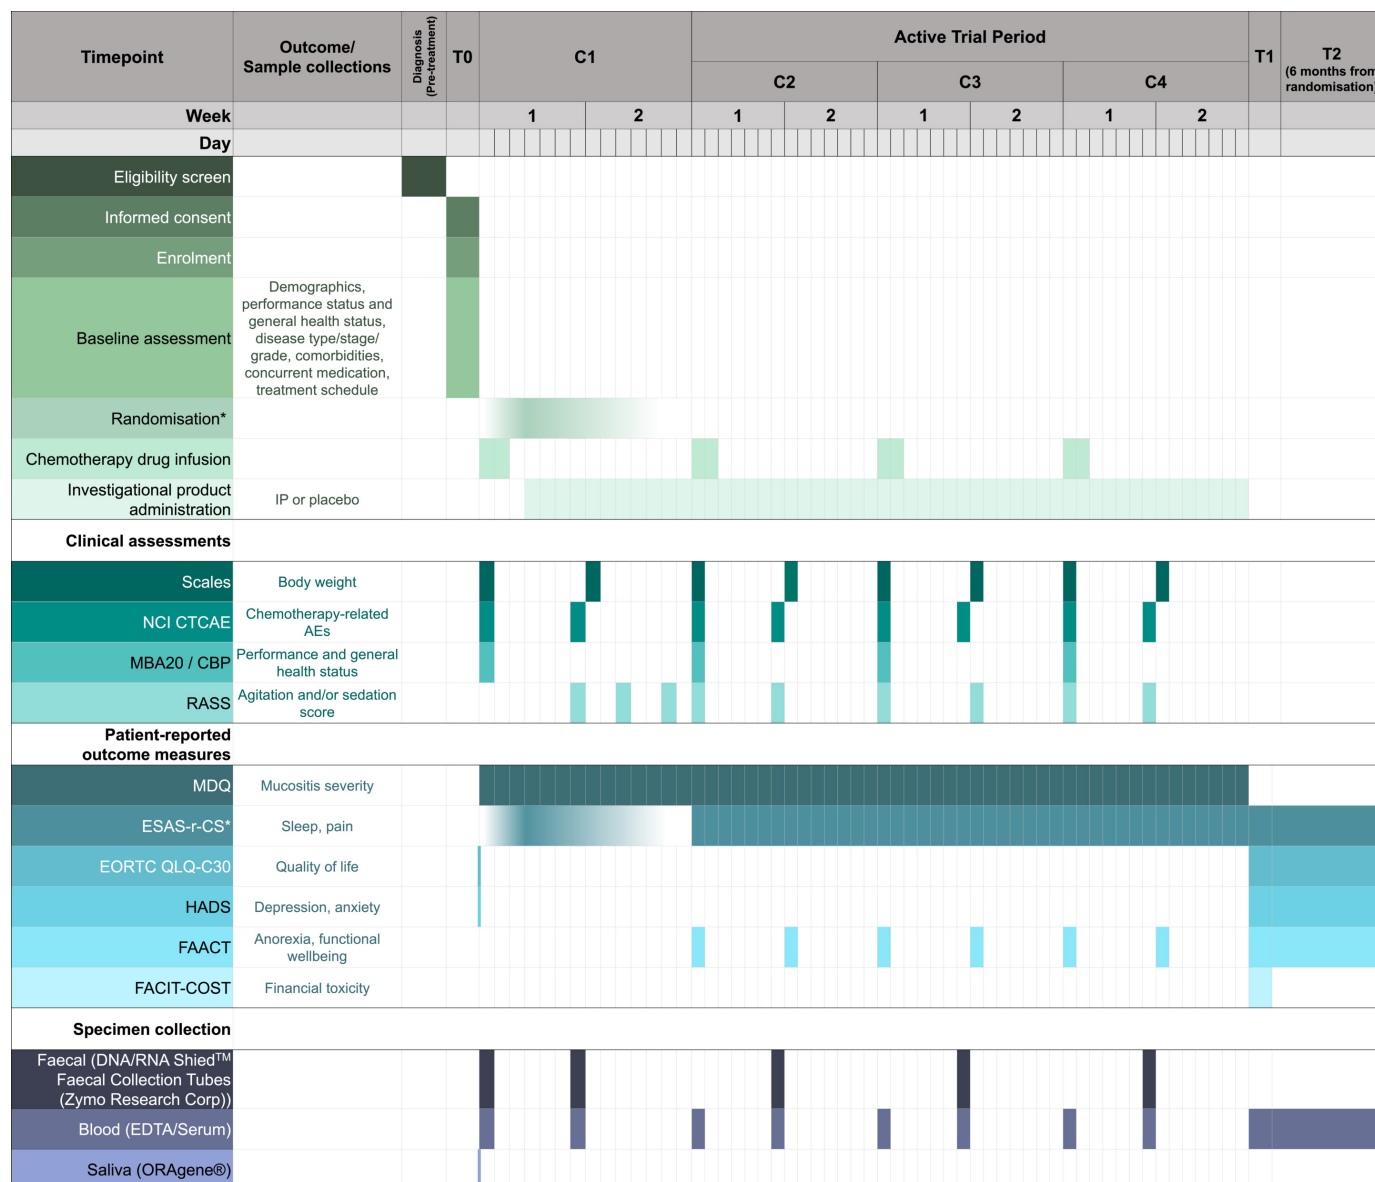 Timepoint
Outcome/
Sample collections
Diagnosis
(Pre-treatment)
T0
C1
Active Trial Period
C2
C3
C4
T1
T2
(6 months from
randomisation)
Week
1
2
1
2
1
2
1
2
Day
Eligibility screen
Informed consent
Enrolment
Baseline assessment
Demographics,
performance status and
general health status,
disease type/stage/
grade, comorbidities,
concurrent medication,
treatment schedule
Randomisation*
Chemotherapy drug infusion
Investigational product
administration
IP or placebo
Clinical assessments
Scales
Body weight
NCI CTCAE
Chemotherapy-related
AEs
MBA20 / CBP
Performance and general
health status
RASS
Agitation and/or sedation
score
Patient-reported
outcome measures
MDQ
Mucositis severity
ESAS-r-CS*
Sleep, pain
EORTC QLQ-C30
Quality of life
HADS
Depression, anxiety
FAACT
Anorexia, functional
wellbeing
FACIT-COST
Financial toxicity
Specimen collection
Faecal (DNA/RNA Shied™
Faecal Collection Tubes
(Zymo Research Corp))
Blood (EDTA/Serum)
Saliva (ORAgene®)